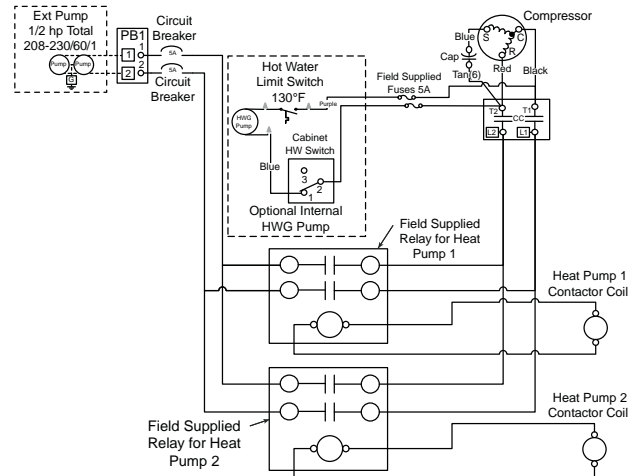 Ext Pump
1/2 hp Total
208-230/60/1
Pump
Pump
G
PB1
1
1
2
2
Circuit
Breaker
5A
5A
Circuit
Breaker
Hot Water
Limit Switch
130°F
HWG
Pump
Purple
Blue
Cabinet
HW Switch
3
2
1
Optional Internal
HWG Pump
Field Supplied
Fuses 5A
Compressor
Blue
S
C
R
Cap
Tan(6)
Red
Black
T2
T1
CC
L2
L1
Field Supplied
Relay for Heat
Pump 1
Heat Pump 1
Contactor Coil
Field Supplied
Relay for Heat
Pump 2
Heat Pump 2
Contactor Coil